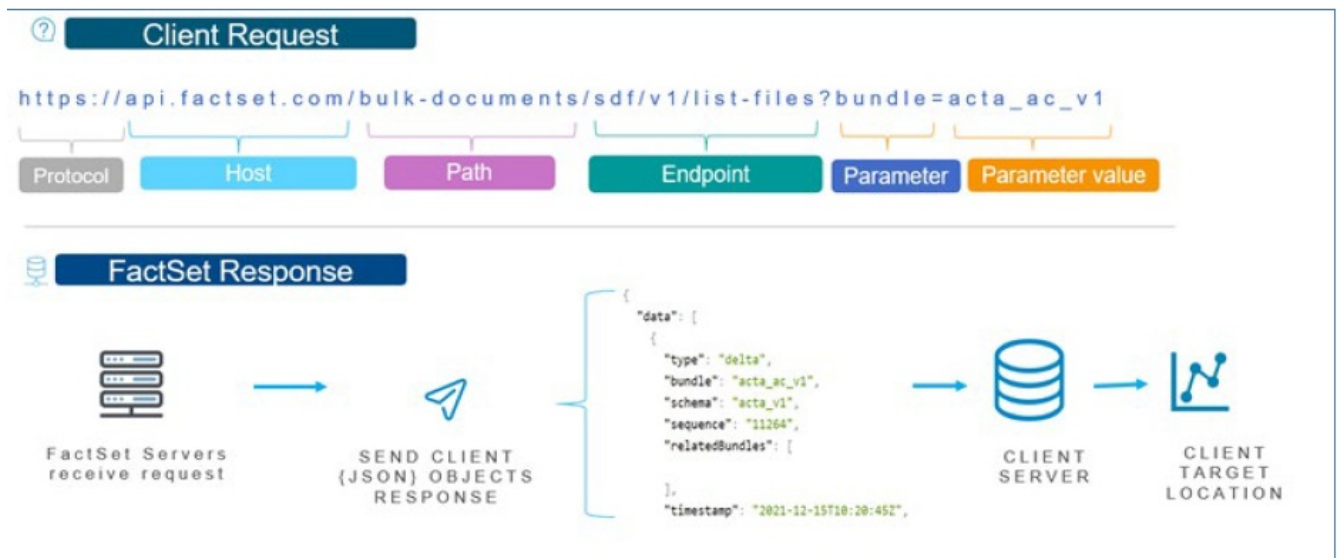 Client Request
https://api.factset.com/bulk-documents/sdf/v1/list-files?bundle=acta_ac_v1
Protocol
Host
Path
Endpoint
Parameter
Parameter value
FactSet Response
{
"data": [
{
"type": "delta",
"bundle": "acta_ac_v1",
"schema": "acta_v1",
"sequence": "11264",
"relatedBundles": [
],
"timestamp": "2021-12-15T10:20:45Z",
FactSet Servers
receive request
SEND CLIENT
{JSON} OBJECTS
RESPONSE
CLIENT
SERVER
CLIENT
TARGET
LOCATION